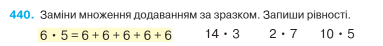 440. Заміни множення додаванням за зразком. Запиши рівності.
6 · 5 = 6 + 6 + 6 + 6 + 6 14 · 3 2 · 7 10 · 5